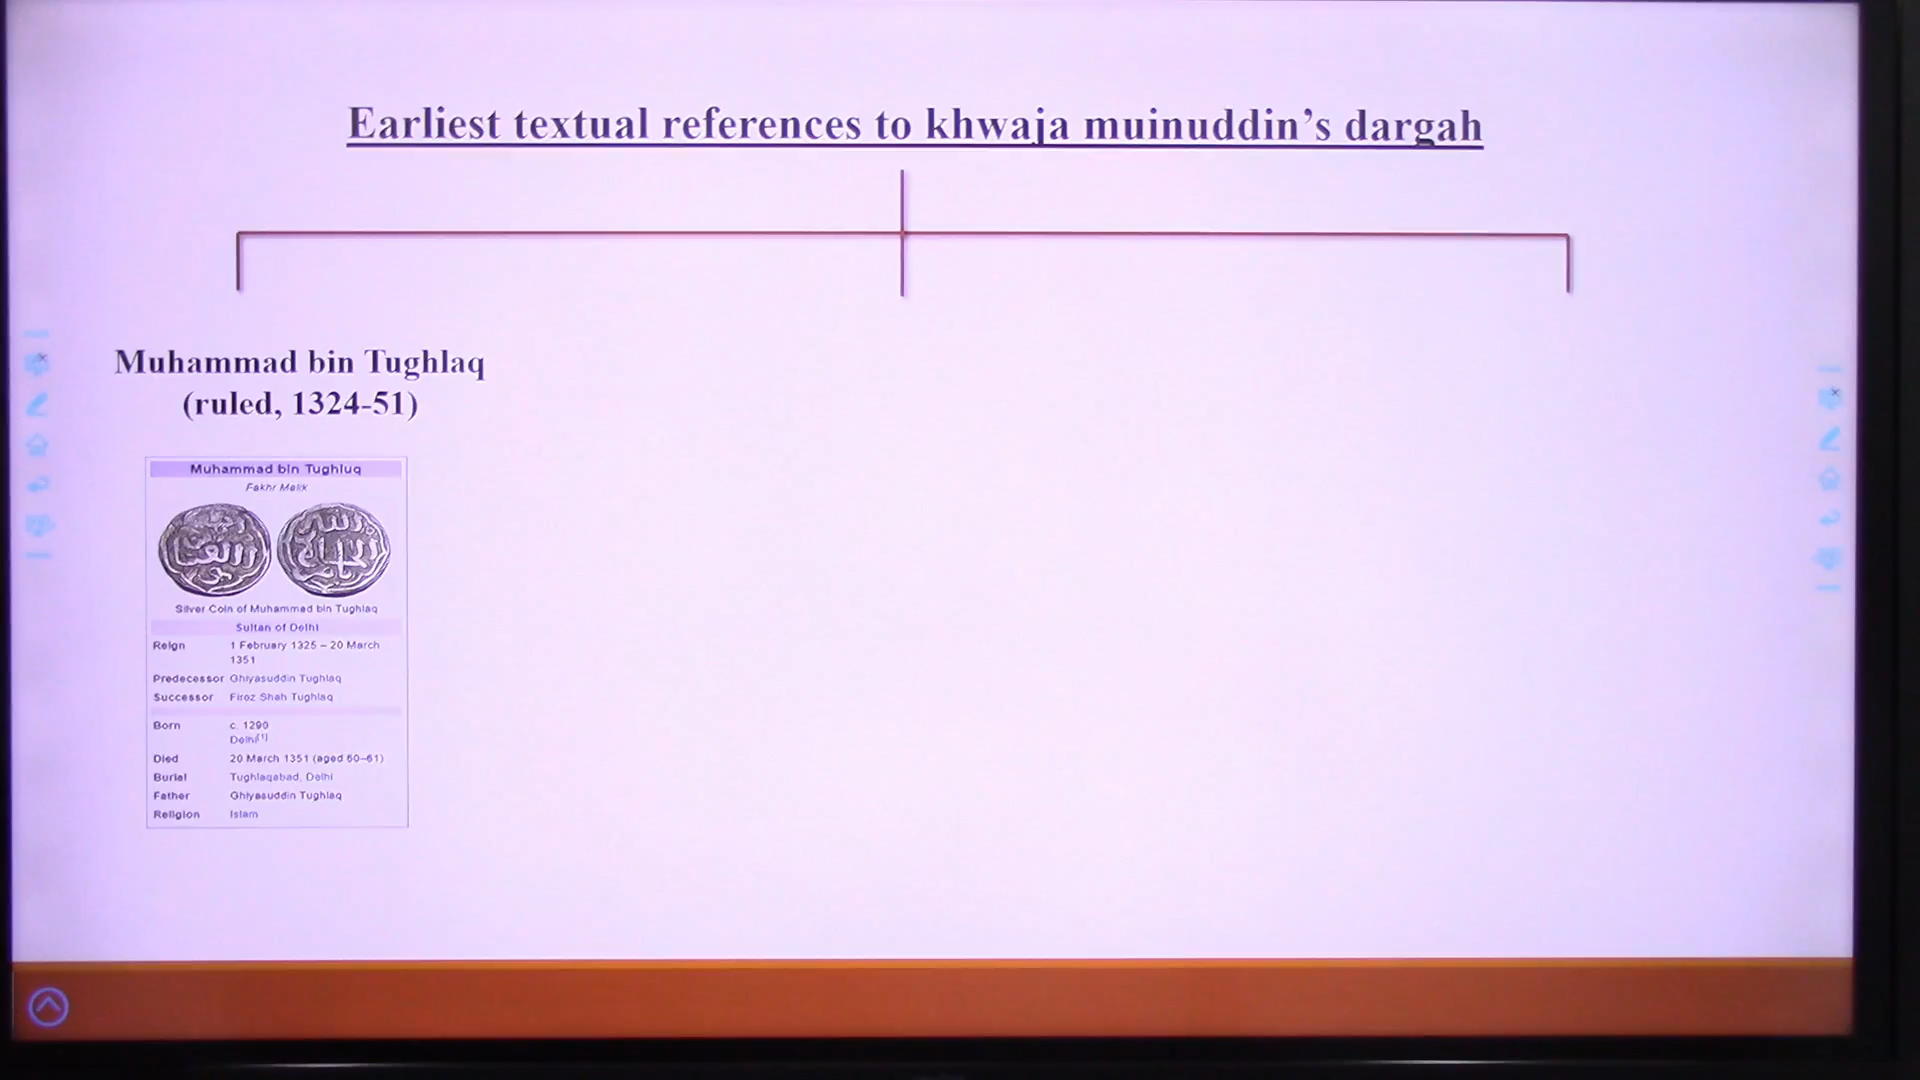 Earliest textual references to khwaja muinuddin's dargah
Muhammad bin Tughlaq
(ruled, 1324-51)
Muhammad bin Tughluq
Fakhr Malik
Silver Coin of Muhammad bin Tughlaq
Sultan of Delhi
Reign 1 February 1325 – 20 March
1351
Predecessor Ghiyasuddin Tughlaq
Successor Firoz Shah Tughlaq
Born c. 1290
Delhi[1]
Died 20 March 1351 (aged 60–61)
Burial Tughlaqabad, Delhi
Father Ghiyasuddin Tughlaq
Religion Islam